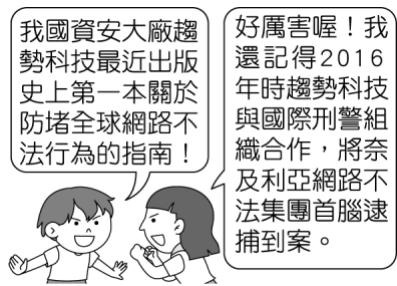 我國資安大廠趨
勢科技最近出版
史上第一本關於
防堵全球網路不
法行為的指南！
好厲害喔！我
還記得2016
年時趨勢科技
與國際刑警組
織合作，將奈
及利亞網路不
法集團首腦逮
捕到案。